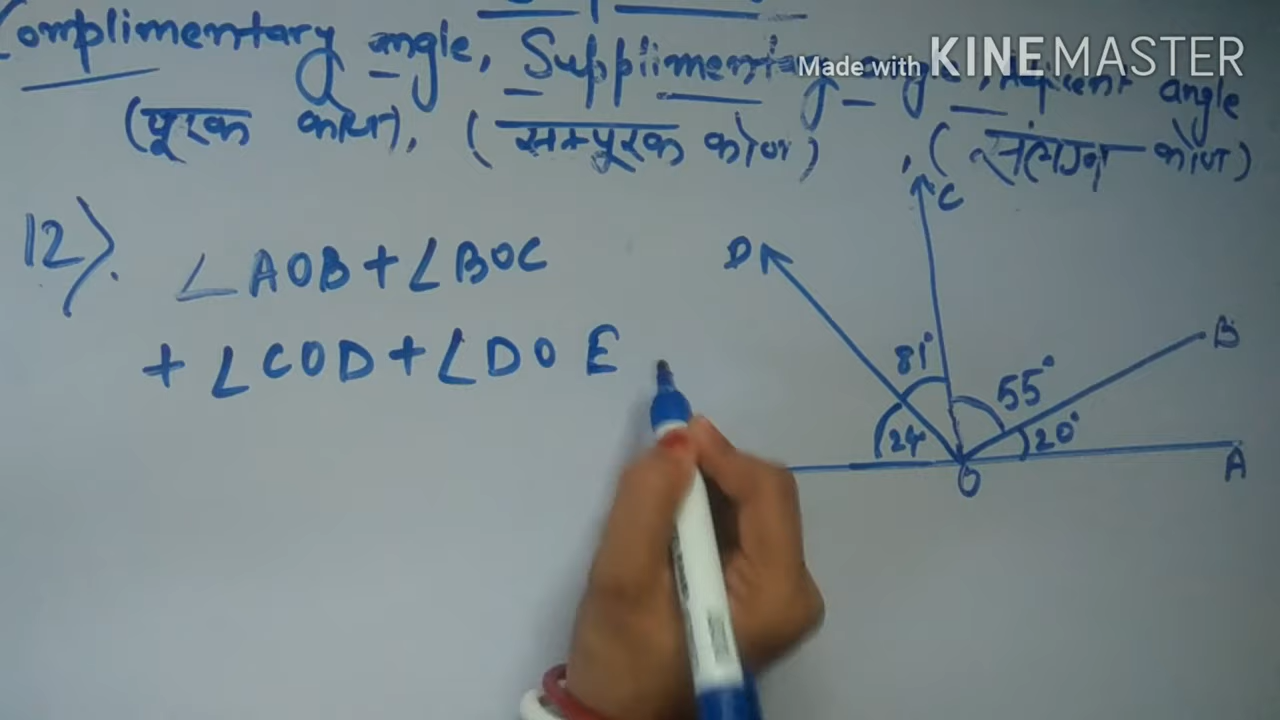 Complimentary angle, Supplimentary angle, Adjacent angle
Made with KINEMASTER
(पूरक कोण), (सम्पूरक कोण), (संलग्न कोण)
12). ∠AOB + ∠BOC
+ ∠COD + ∠DOE
C
D
B
81°
55°
24°
20°
A
O